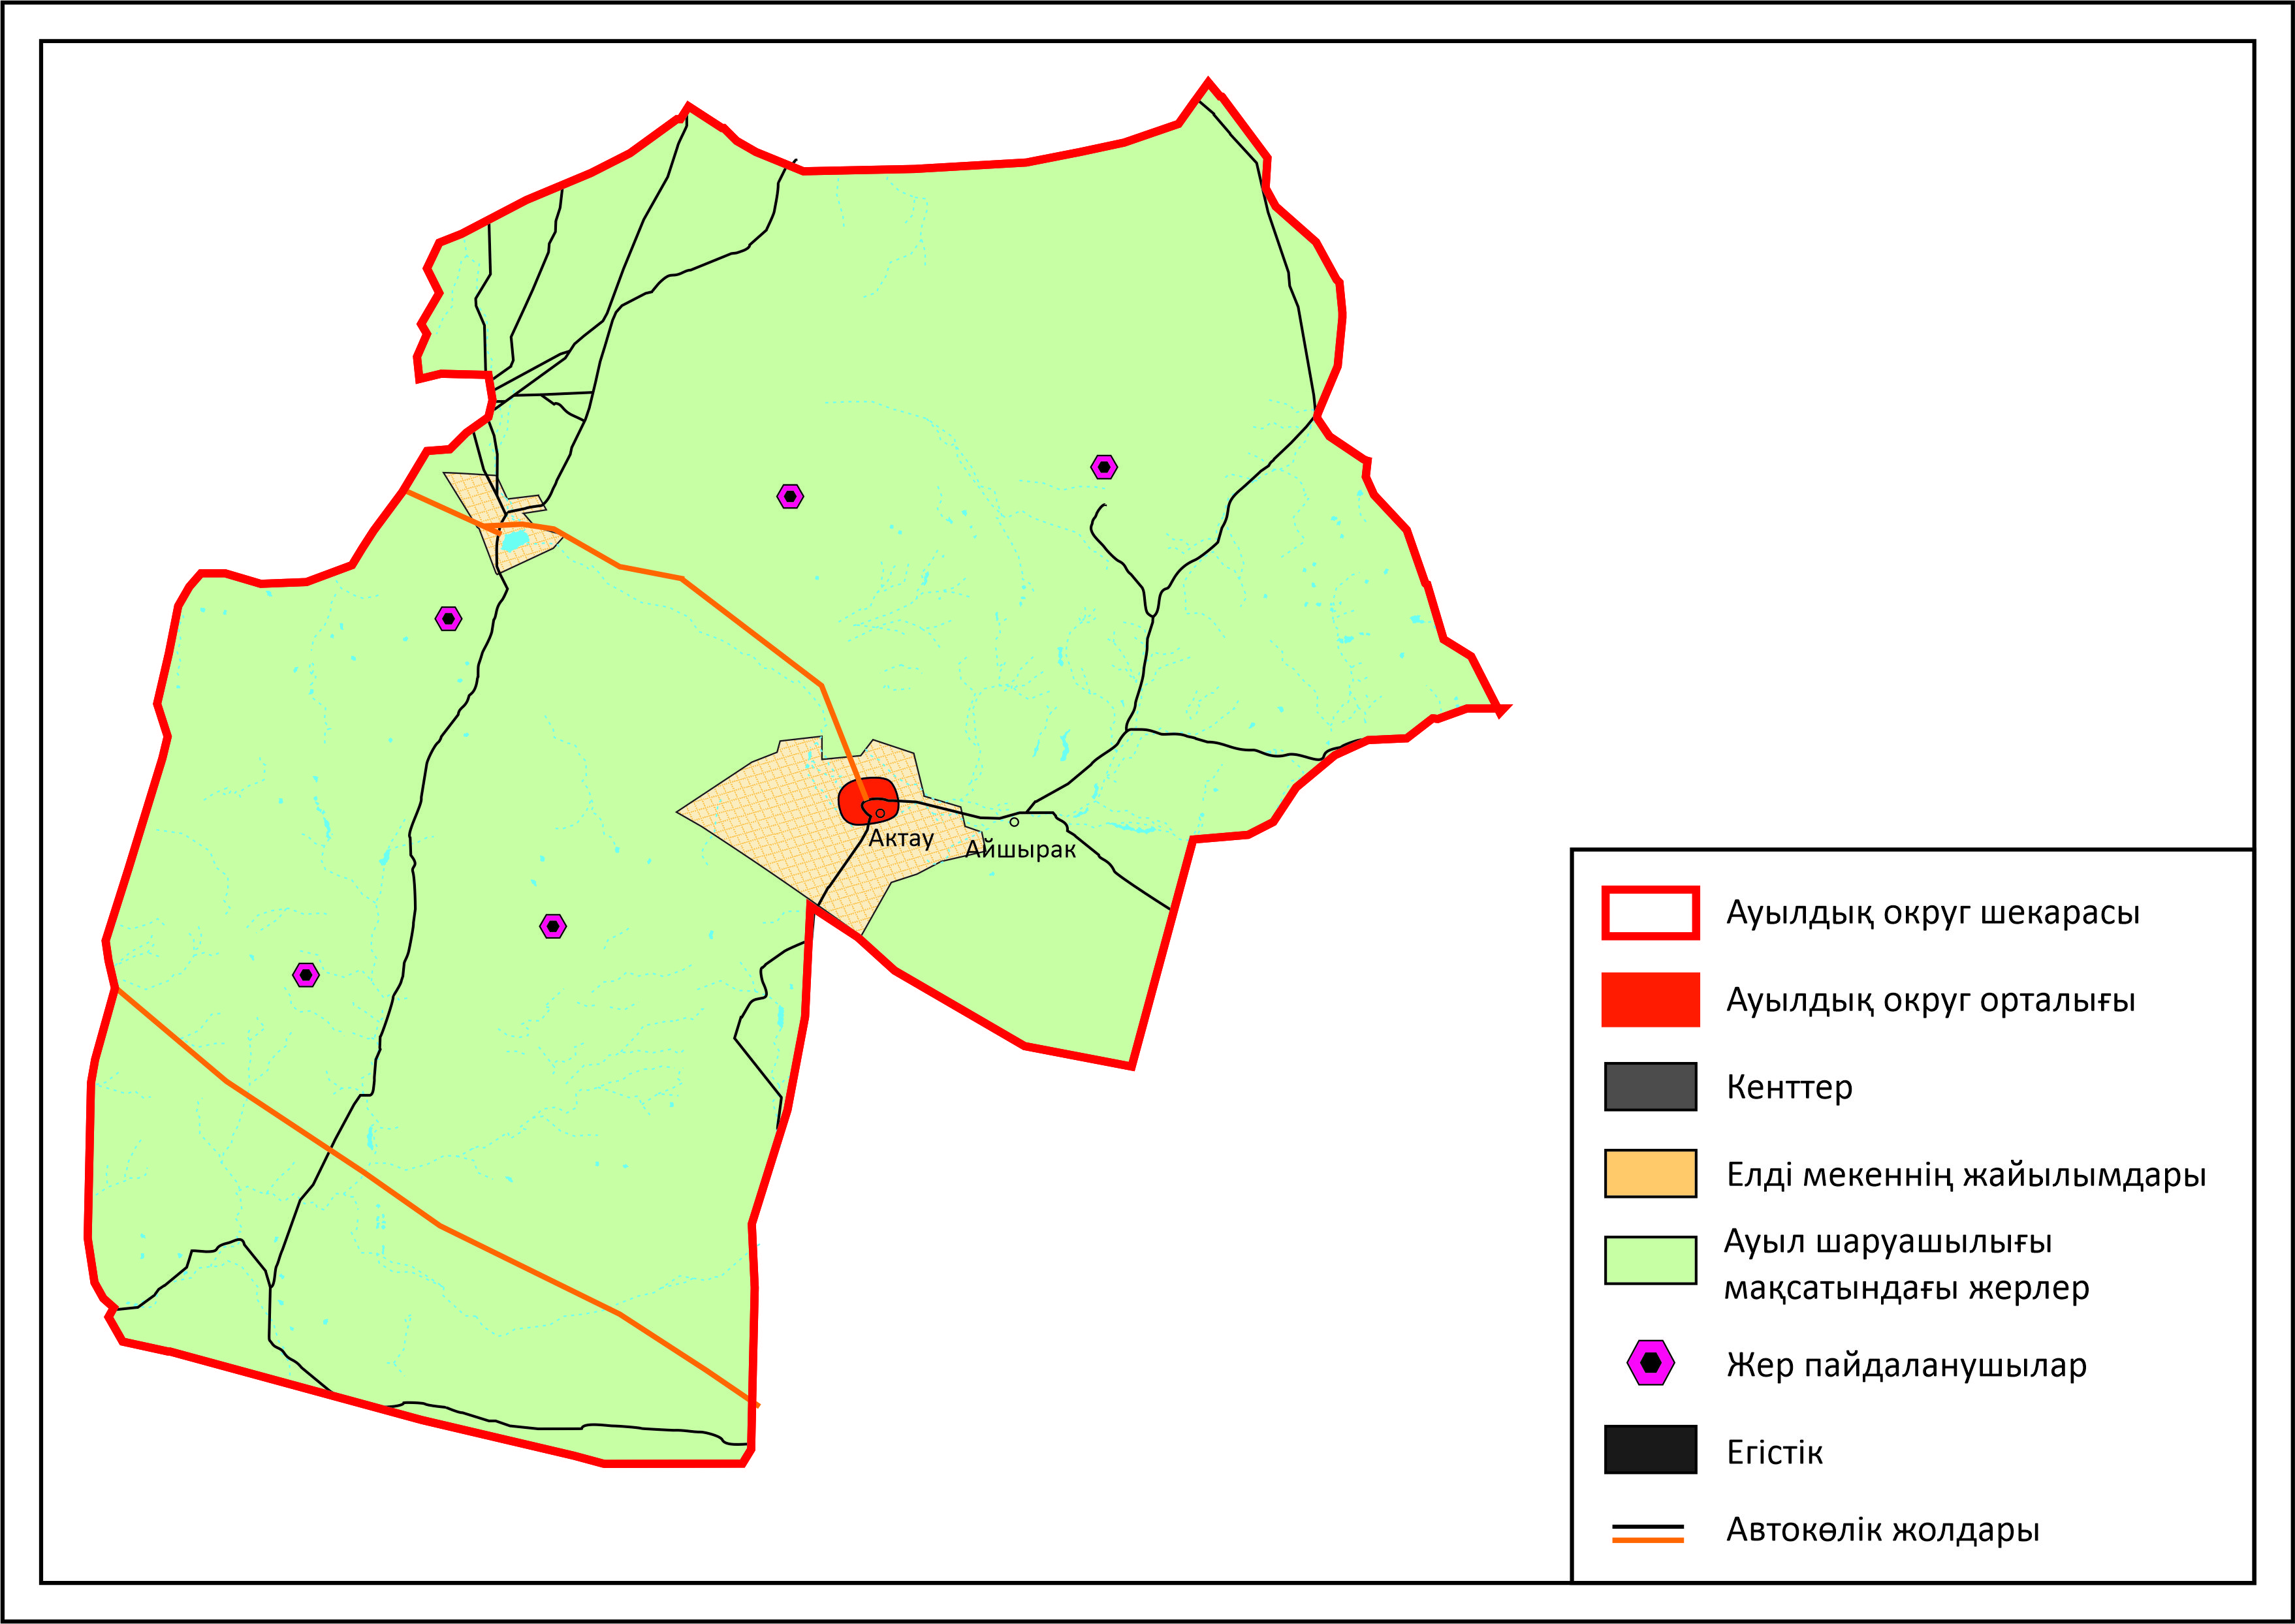 Актау
Айшырак
Ауылдық округ шекарасы
Ауылдық округ орталығы
Кенттер
Елді мекеннің жайылымдары
Ауыл шаруашылығы
мақсатындағы жерлер
Жер пайдаланушылар
Егістік
Автокөлік жолдары